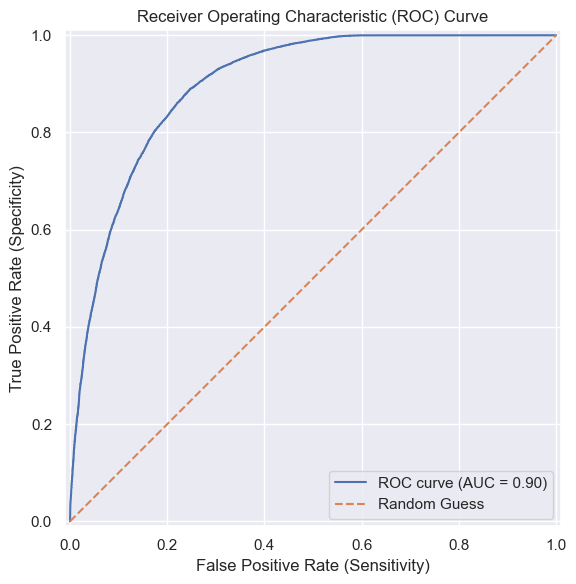 Receiver Operating Characteristic (ROC) Curve
1.0
0.8
0.6
0.4
0.2
0.0
True Positive Rate (Specificity)
ROC curve (AUC = 0.90)
Random Guess
0.0 0.2 0.4 0.6 0.8 1.0
False Positive Rate (Sensitivity)